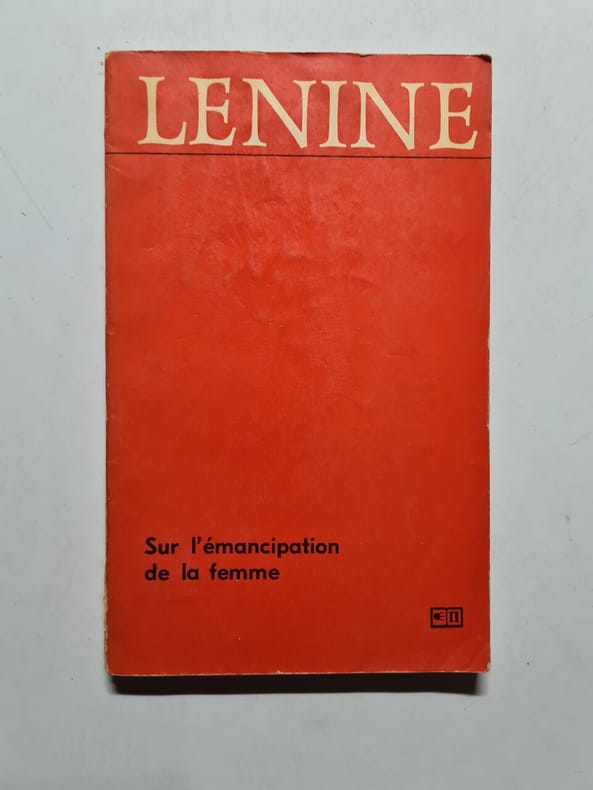 LENINE
Sur l'émancipation
de la femme